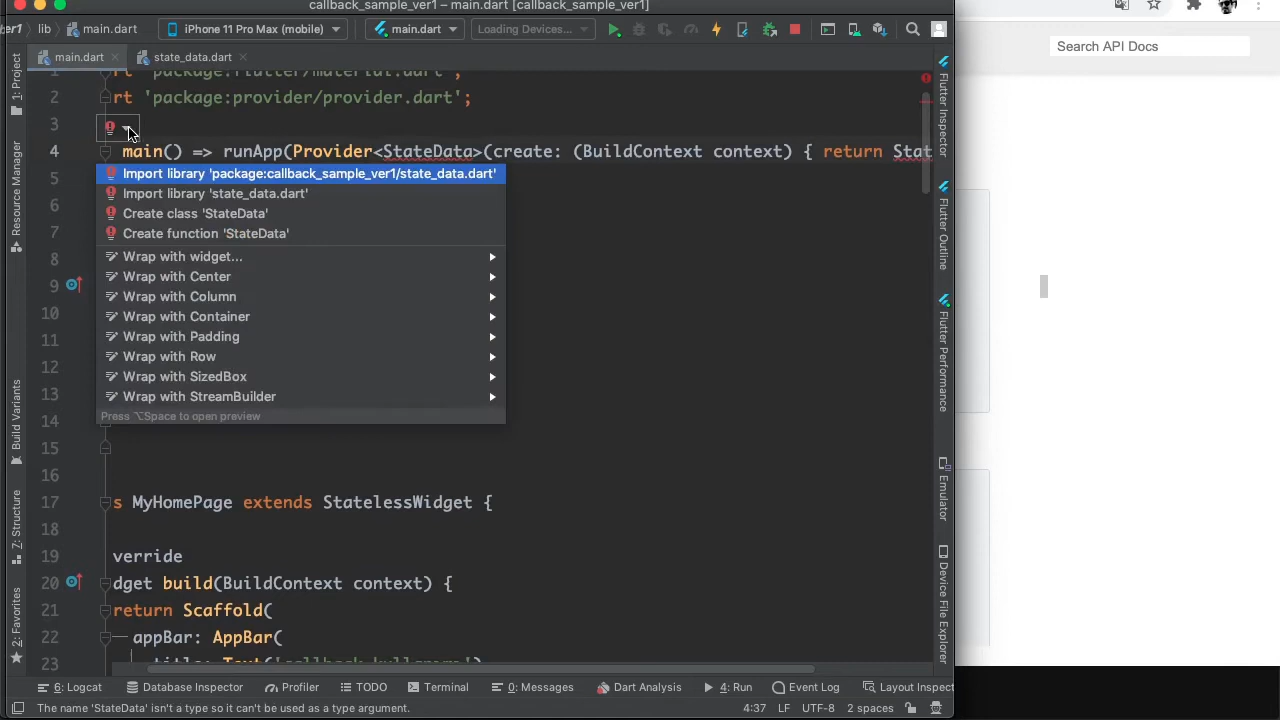 callback_sample_ver1 – main.dart [callback_sample_ver1]
er1 lib main.dart iPhone 11 Pro Max (mobile) main.dart Loading Devices...
Search API Docs
main.dart state_data.dart
1 rt 'package:flutter/material.dart';
2 rt 'package:provider/provider.dart';
3
4 main() => runApp(Provider<StateData>(create: (BuildContext context) { return Stat
5
6
7
8
9
10
11
12
13
14
15
16
17 s MyHomePage extends StatelessWidget {
18
19 verride
20 dget build(BuildContext context) {
21 return Scaffold(
22 appBar: AppBar(
23 title: Text('callback
Import library 'package:callback_sample_ver1/state_data.dart'
Import library 'state_data.dart'
Create class 'StateData'
Create function 'StateData'
Wrap with widget...
Wrap with Center
Wrap with Column
Wrap with Container
Wrap with Padding
Wrap with Row
Wrap with SizedBox
Wrap with StreamBuilder
Press ⌥Space to open preview
1: Project
Resource Manager
Build Variants
Z: Structure
2: Favorites
Flutter Inspector
Flutter Outline
Flutter Performance
Emulator
Device File Explorer
6: Logcat Database Inspector Profiler TODO Terminal 0: Messages Dart Analysis 4: Run Event Log Layout Inspect
The name 'StateData' isn't a type so it can't be used as a type argument. 4:37 LF UTF-8 2 spaces